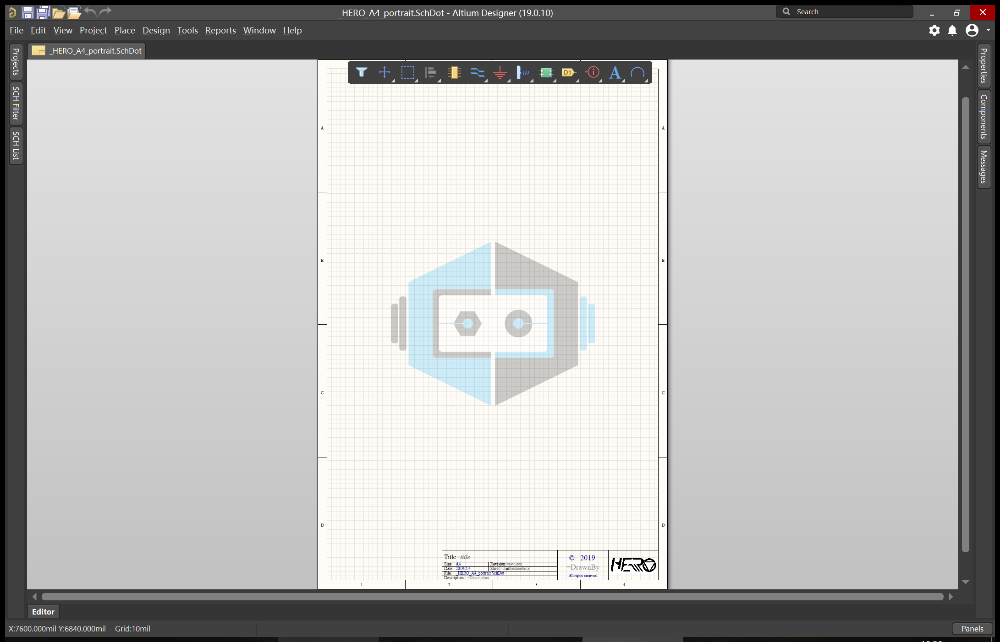 _HERO_A4_portrait.SchDot - Altium Designer (19.0.10)
Search
File Edit View Project Place Design Tools Reports Window Help
_HERO_A4_portrait.SchDot
Projects
SCH Filter
SCH List
Properties
Components
Messages
D1
A
A
A
B
B
C
C
D
D
Title =title
Size: A4 Revision: =revision
Date: 2019/2/4 Sheet of
File: _HERO_A4_portrait.SchDot
Description: =Description
© 2019
=DrawnBy
All rights reserved.
HERO
1 2 3 4
Editor
X:7600.000mil Y:6840.000mil Grid:10mil
Panels